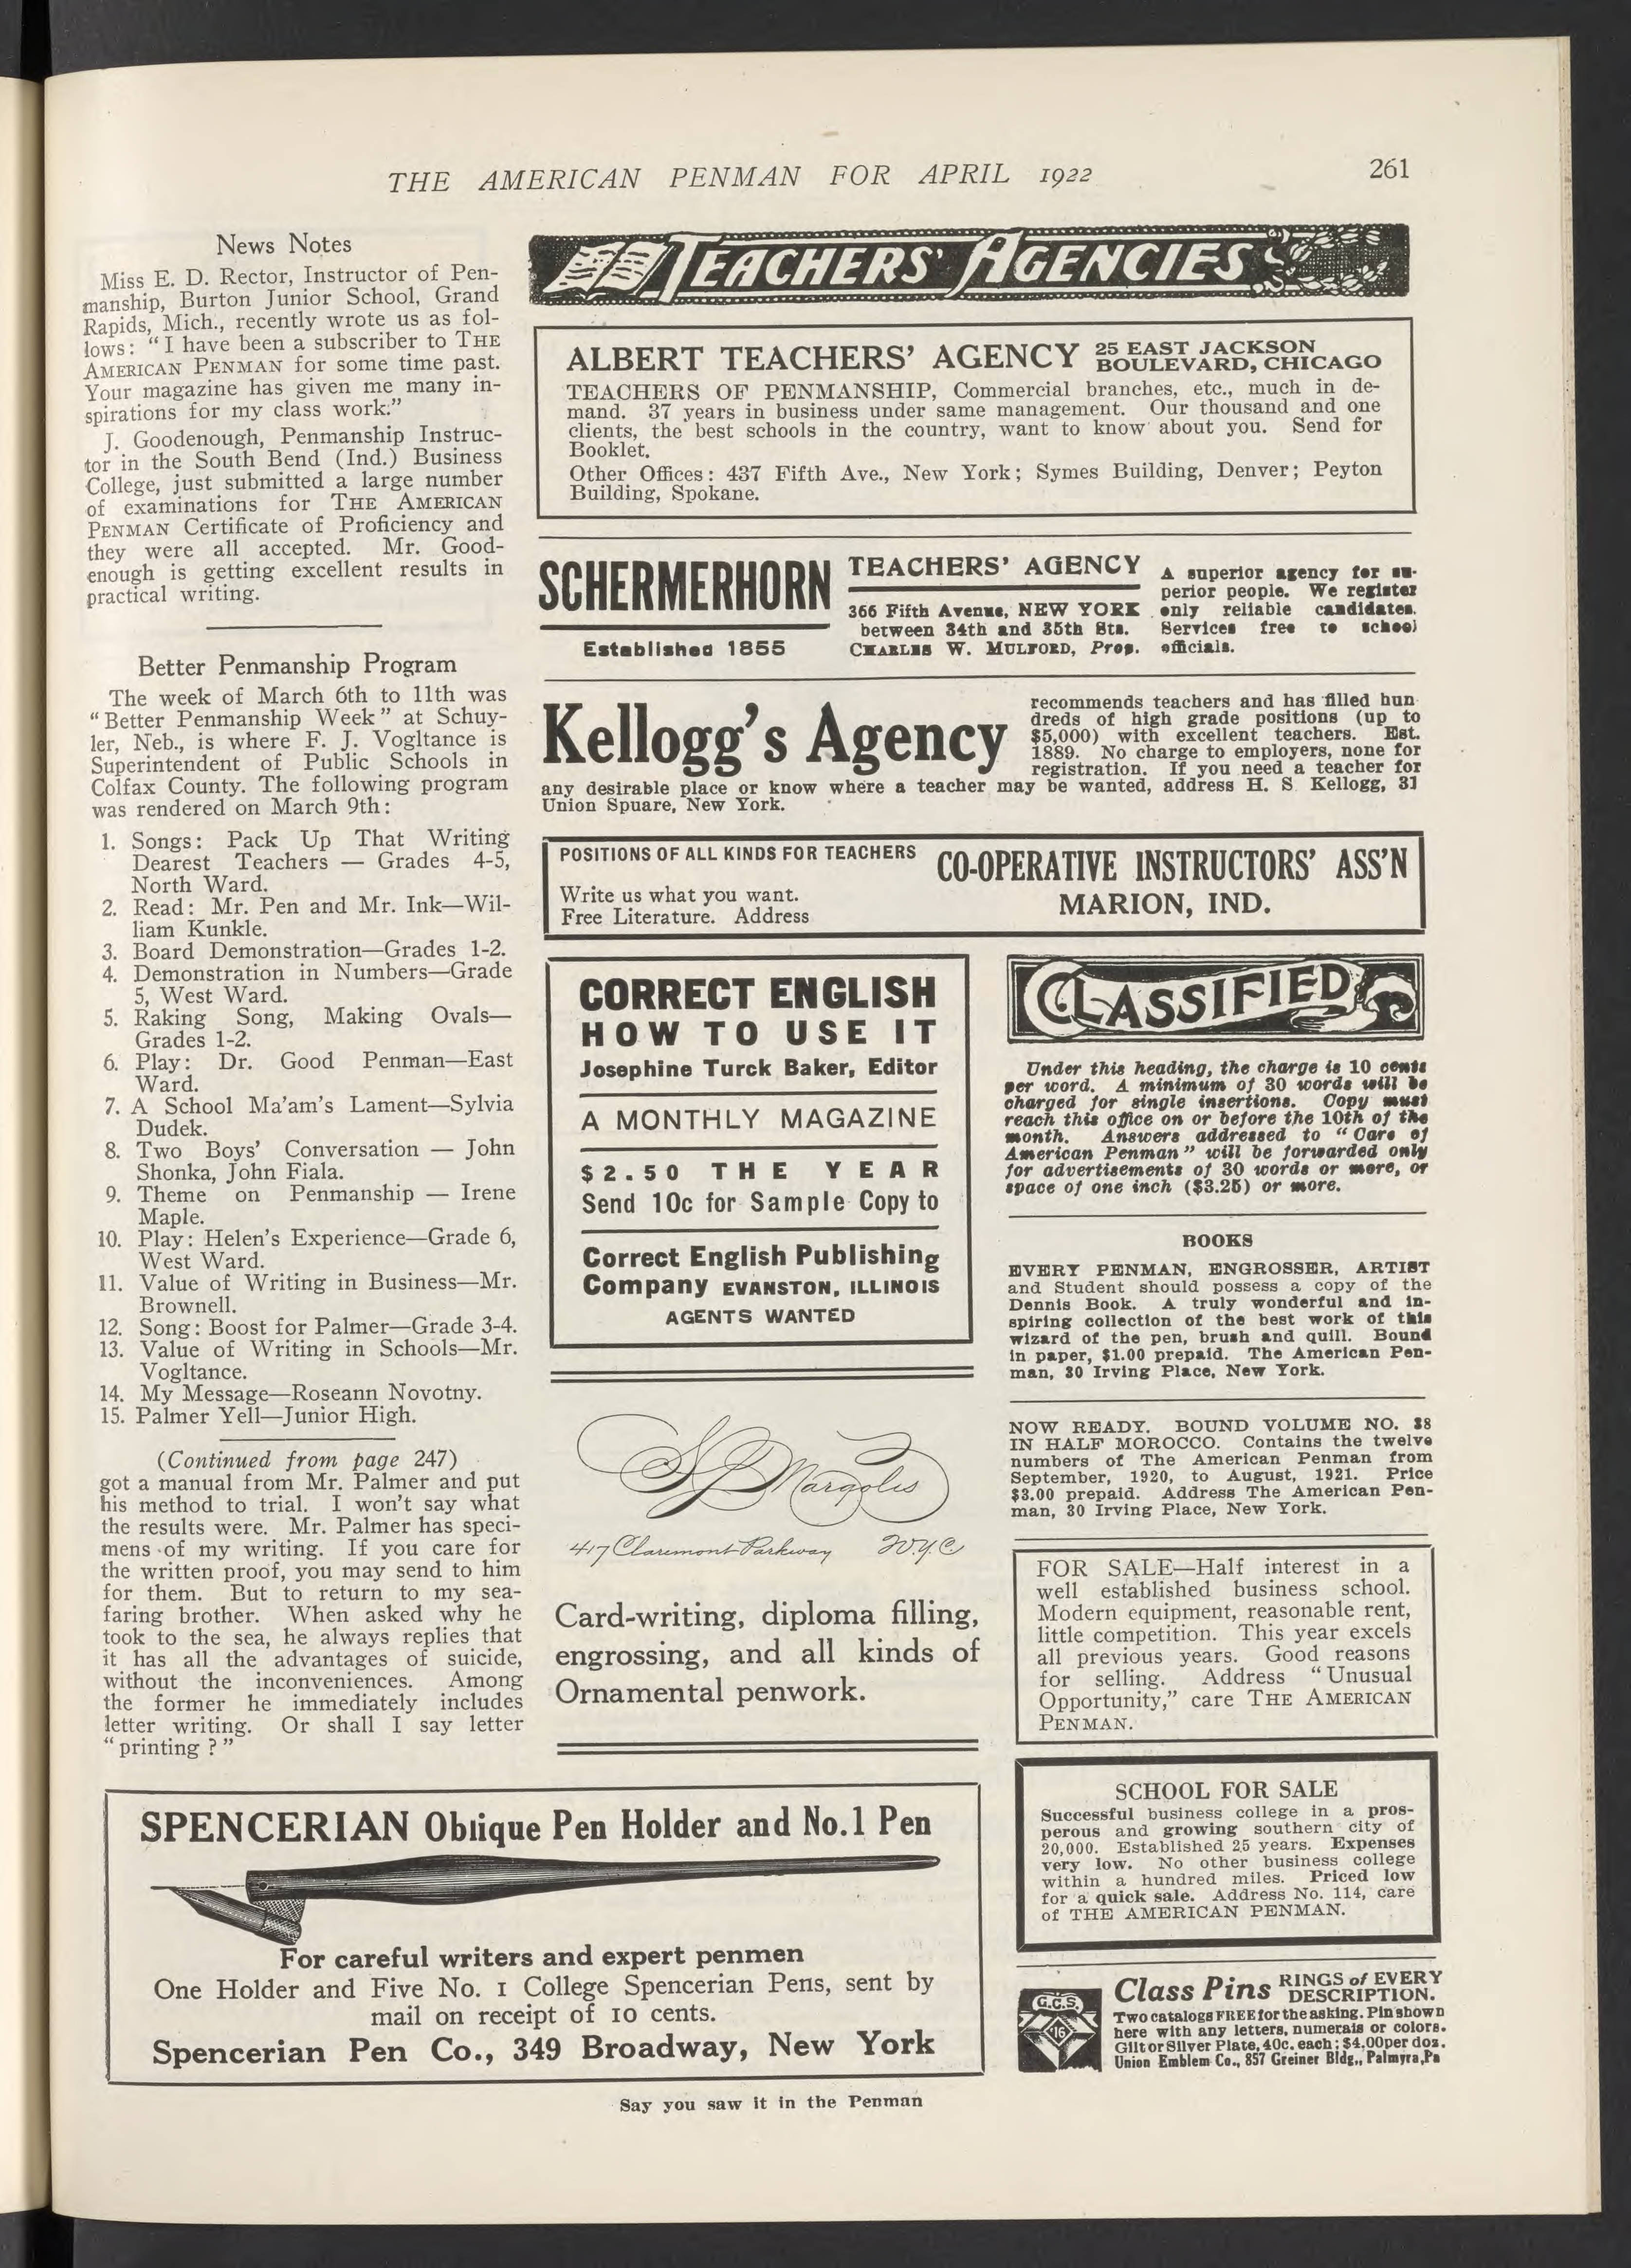 THE AMERICAN PENMAN FOR APRIL 1922
261
News Notes
Miss E. D. Rector, Instructor of Pen-
manship, Burton Junior School, Grand
Rapids, Mich., recently wrote us as fol-
lows: "I have been a subscriber to THE
AMERICAN PENMAN for some time past.
Your magazine has given me many in-
spirations for my class work."
J. Goodenough, Penmanship Instruc-
tor in the South Bend (Ind.) Business
College, just submitted a large number
of examinations for THE AMERICAN
PENMAN Certificate of Proficiency and
they were all accepted. Mr. Good-
enough is getting excellent results in
practical writing.
Better Penmanship Program
The week of March 6th to 11th was
"Better Penmanship Week" at Schuy-
ler, Neb., is where F. J. Vogltance is
Superintendent of Public Schools in
Colfax County. The following program
was rendered on March 9th:
1. Songs: Pack Up That Writing
Dearest Teachers — Grades 4-5,
North Ward.
2. Read: Mr. Pen and Mr. Ink—Wil-
liam Kunkle.
3. Board Demonstration—Grades 1-2.
4. Demonstration in Numbers—Grade
5, West Ward.
5. Raking Song, Making Ovals—
Grades 1-2.
6. Play: Dr. Good Penman—East
Ward.
7. A School Ma'am's Lament—Sylvia
Dudek.
8. Two Boys' Conversation — John
Shonka, John Fiala.
9. Theme on Penmanship — Irene
Maple.
10. Play: Helen's Experience—Grade 6,
West Ward.
11. Value of Writing in Business—Mr.
Brownell.
12. Song: Boost for Palmer—Grade 3-4.
13. Value of Writing in Schools—Mr.
Vogltance.
14. My Message—Roseann Novotny.
15. Palmer Yell—Junior High.
(Continued from page 247)
got a manual from Mr. Palmer and put
his method to trial. I won't say what
the results were. Mr. Palmer has speci-
mens of my writing. If you care for
the written proof, you may send to him
for them. But to return to my sea-
faring brother. When asked why he
took to the sea, he always replies that
it has all the advantages of suicide,
without the inconveniences. Among
the former he immediately includes
letter writing. Or shall I say letter
"printing?"
TEACHERS' AGENCIES
ALBERT TEACHERS' AGENCY 25 EAST JACKSON
BOULEVARD, CHICAGO
TEACHERS OF PENMANSHIP, Commercial branches, etc., much in de-
mand. 37 years in business under same management. Our thousand and one
clients, the best schools in the country, want to know about you. Send for
Booklet.
Other Offices: 437 Fifth Ave., New York; Symes Building, Denver; Peyton
Building, Spokane.
SCHERMERHORN
Established 1855
TEACHERS' AGENCY
366 Fifth Avenue, NEW YORK
between 34th and 35th Sts.
CHARLES W. MULFORD, Prop.
A superior agency for su-
perior people. We register
only reliable candidates.
Services free to school
officials.
Kellogg's Agency
recommends teachers and has filled hun
dreds of high grade positions (up to
$5,000) with excellent teachers. Est.
1889. No charge to employers, none for
registration. If you need a teacher for
any desirable place or know where a teacher may be wanted, address H. S. Kellogg, 31
Union Spuare, New York.
POSITIONS OF ALL KINDS FOR TEACHERS
Write us what you want.
Free Literature. Address
CO-OPERATIVE INSTRUCTORS' ASS'N
MARION, IND.
CORRECT ENGLISH
HOW TO USE IT
Josephine Turck Baker, Editor
A MONTHLY MAGAZINE
$2.50 THE YEAR
Send 10c for Sample Copy to
Correct English Publishing
Company EVANSTON, ILLINOIS
AGENTS WANTED
S J Margolis
417 Claremont Parkway N.Y.C
Card-writing, diploma filling,
engrossing, and all kinds of
Ornamental penwork.
CLASSIFIED
Under this heading, the charge is 10 cents
per word. A minimum of 30 words will be
charged for single insertions. Copy must
reach this office on or before the 10th of the
month. Answers addressed to "Care of
American Penman" will be forwarded only
for advertisements of 30 words or more, or
space of one inch ($3.25) or more.
BOOKS
EVERY PENMAN, ENGROSSER, ARTIST
and Student should possess a copy of the
Dennis Book. A truly wonderful and in-
spiring collection of the best work of this
wizard of the pen, brush and quill. Bound
in paper, $1.00 prepaid. The American Pen-
man, 30 Irving Place, New York.
NOW READY. BOUND VOLUME NO. 38
IN HALF MOROCCO. Contains the twelve
numbers of The American Penman from
September, 1920, to August, 1921. Price
$3.00 prepaid. Address The American Pen-
man, 30 Irving Place, New York.
FOR SALE—Half interest in a
well established business school.
Modern equipment, reasonable rent,
little competition. This year excels
all previous years. Good reasons
for selling. Address "Unusual
Opportunity," care THE AMERICAN
PENMAN.
SCHOOL FOR SALE
Successful business college in a pros-
perous and growing southern city of
20,000. Established 25 years. Expenses
very low. No other business college
within a hundred miles. Priced low
for a quick sale. Address No. 114, care
of THE AMERICAN PENMAN.
G.C.S.
'16
Class Pins RINGS of EVERY
DESCRIPTION.
Two catalogs FREE for the asking. Pin shown
here with any letters, numerals or colors.
Gilt or Silver Plate, 40c. each; $4.00 per doz.
Union Emblem Co., 857 Greiner Bldg., Palmyra, Pa
SPENCERIAN Oblique Pen Holder and No. 1 Pen
For careful writers and expert penmen
One Holder and Five No. 1 College Spencerian Pens, sent by
mail on receipt of 10 cents.
Spencerian Pen Co., 349 Broadway, New York
Say you saw it in the Penman